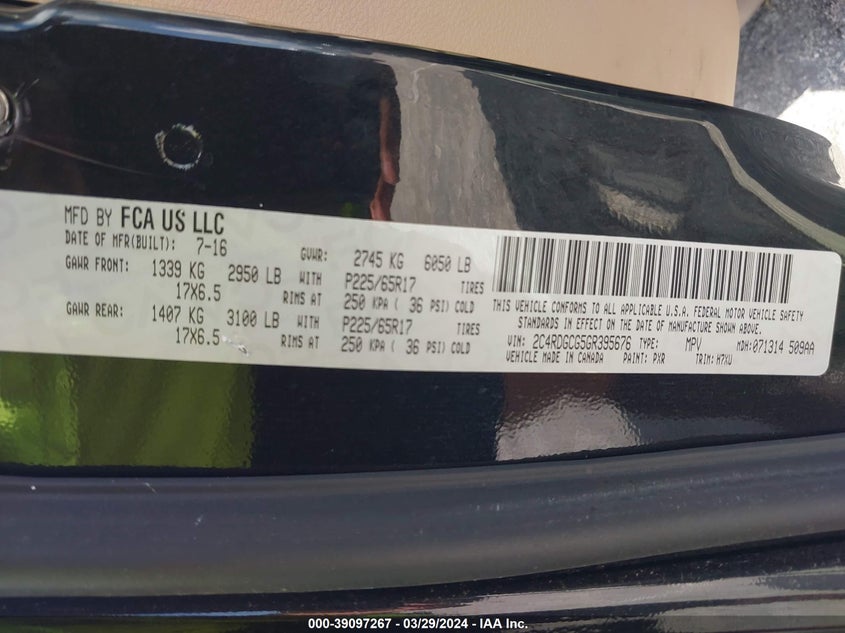 MFD BY FCA US LLC
DATE OF MFR(BUILT): 7-16 GVWR: 2745 KG 6050 LB
GAWR FRONT: 1339 KG 2950 LB WITH P225/65R17 TIRES
17X6.5 RIMS AT 250 KPA ( 36 PSI) COLD
GAWR REAR: 1407 KG 3100 LB WITH P225/65R17 TIRES
17X6.5 RIMS AT 250 KPA ( 36 PSI) COLD
THIS VEHICLE CONFORMS TO ALL APPLICABLE U.S.A. FEDERAL MOTOR VEHICLE SAFETY
STANDARDS IN EFFECT ON THE DATE OF MANUFACTURE SHOWN ABOVE.
VIN: 2C4RDGCG5GR395676 TYPE: MPV MDH:071314 509AA
VEHICLE MADE IN CANADA PAINT: PXR TRIM: H7XU
000-39097267 - 03/29/2024 - IAA Inc.